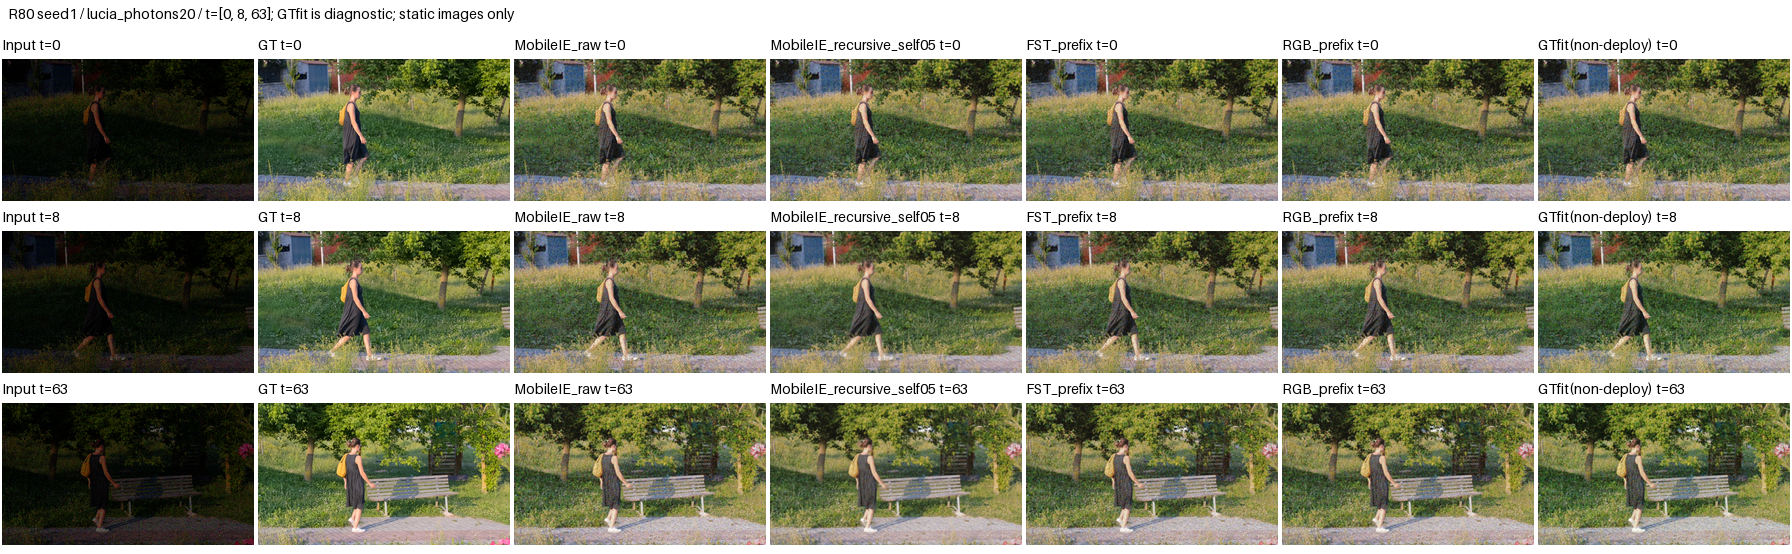 R80 seed1 / lucia_photons20 / t=[0, 8, 63]; GTfit is diagnostic; static images only
Input t=0 GT t=0 MobileIE_raw t=0 MobileIE_recursive_self05 t=0 FST_prefix t=0 RGB_prefix t=0 GTfit(non-deploy) t=0
Input t=8 GT t=8 MobileIE_raw t=8 MobileIE_recursive_self05 t=8 FST_prefix t=8 RGB_prefix t=8 GTfit(non-deploy) t=8
Input t=63 GT t=63 MobileIE_raw t=63 MobileIE_recursive_self05 t=63 FST_prefix t=63 RGB_prefix t=63 GTfit(non-deploy) t=63